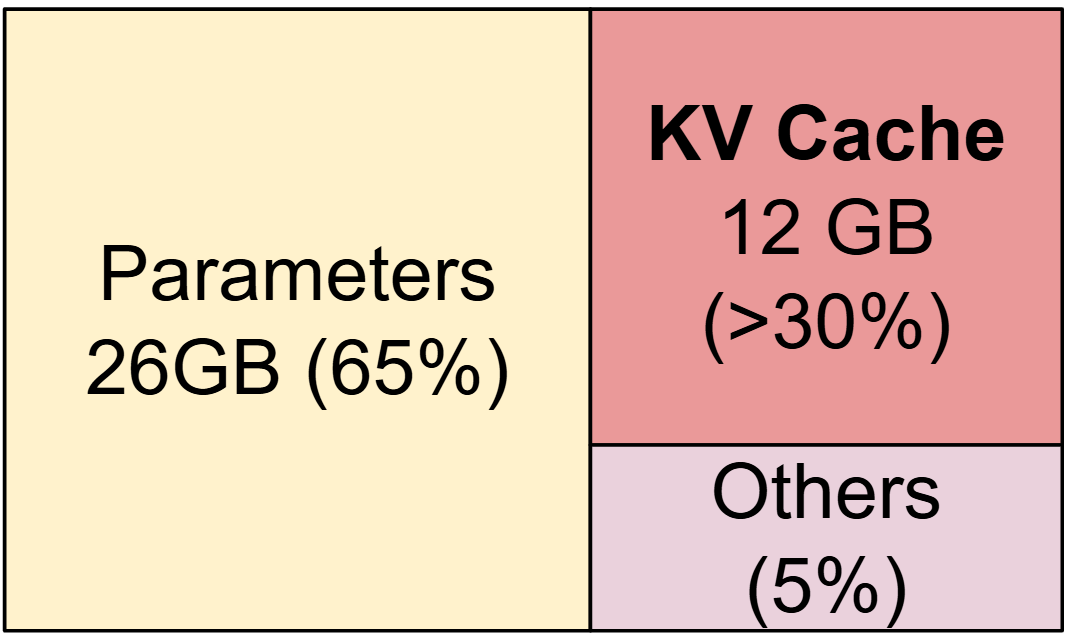 Parameters
26GB (65%)
KV Cache
12 GB
(>30%)
Others
(5%)